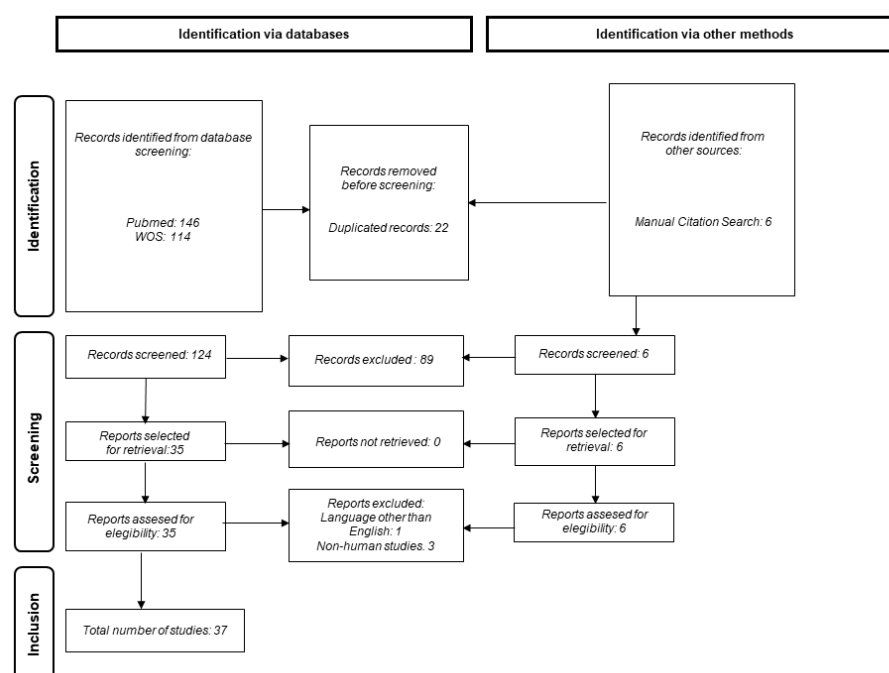 Identification via databases
Identification via other methods
Identification
Records identified from database
screening:
Pubmed: 146
WOS: 114
Records removed
before screening:
Duplicated records: 22
Records identified from
other sources:
Manual Citation Search: 6
Screening
Records screened: 124
Records excluded : 89
Records screened: 6
Reports selected
for retrieval:35
Reports not retrieved: 0
Reports selected for
retrieval: 6
Reports assesed for
elegibility: 35
Reports excluded:
Language other than
English: 1
Non-human studies. 3
Reports assesed for
elegibility: 6
Inclusion
Total number of studies: 37